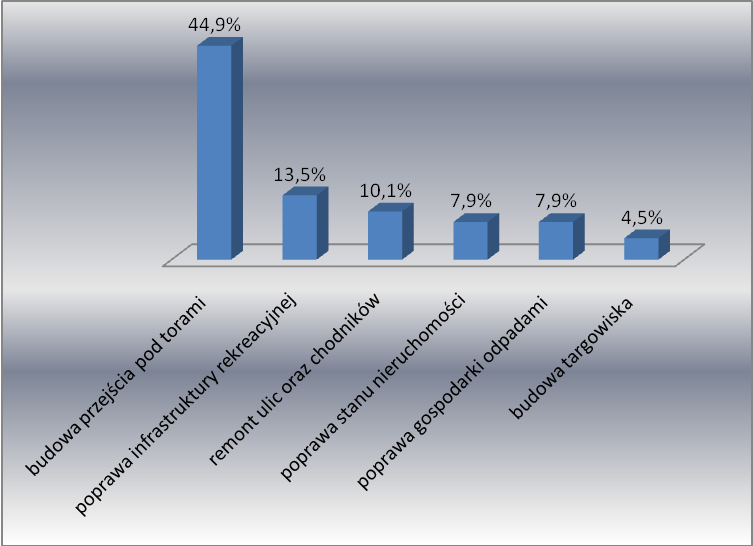 44,9%
13,5%
10,1%
7,9%
7,9%
4,5%
budowa przejścia pod torami
poprawa infrastruktury rekreacyjnej
remont ulic oraz chodników
poprawa stanu nieruchomości
poprawa gospodarki odpadami
budowa targowiska